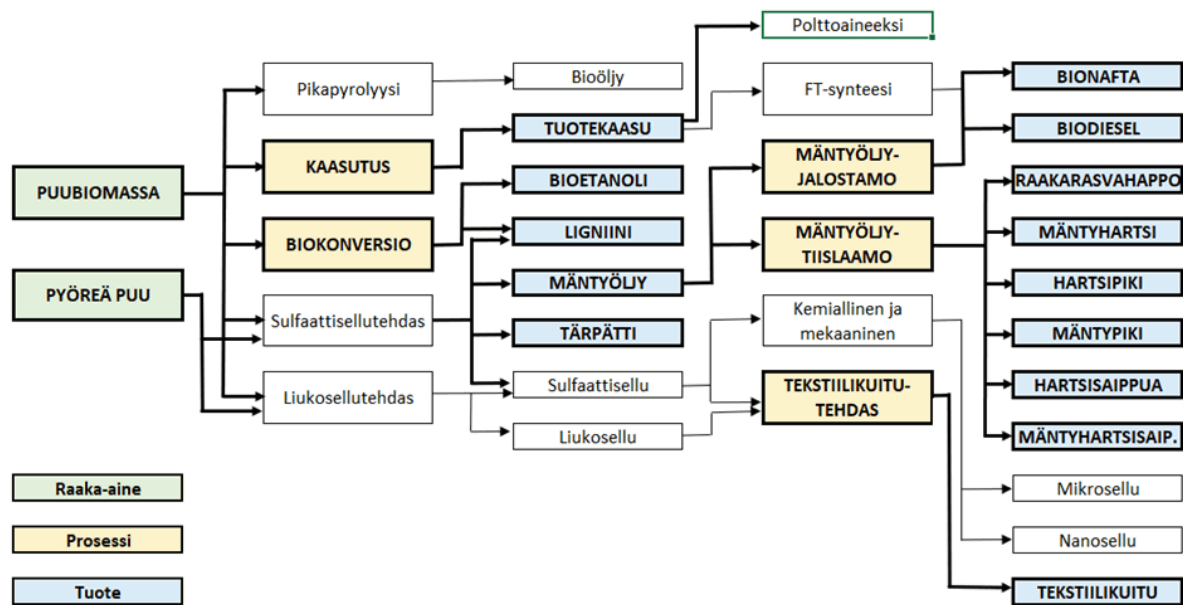 Polttoaineeksi
Pikapyrolyysi
Bioöljy
FT-synteesi
BIONAFTA
KAASUTUS
TUOTEKAASU
BIODIESEL
PUUBIOMASSA
BIOETANOLI
MÄNTYÖLJY-
JALOSTAMO
RAAKARASVAHAPPO
BIOKONVERSIO
LIGNIINI
MÄNTYÖLJY-
TIISLAAMO
MÄNTYHARTSI
PYÖREÄ PUU
MÄNTYÖLJY
HARTSIPIKI
Sulfaattisellutehdas
TÄRPÄTTI
Kemiallinen ja
mekaaninen
MÄNTYPIKI
Liukosellutehdas
Sulfaattisellu
TEKSTIILIKUITU-
TEHDAS
HARTSISAIPPUA
Liukosellu
MÄNTYHARTSISAIP.
Raaka-aine
Mikrosellu
Prosessi
Nanosellu
Tuote
TEKSTIILIKUITU